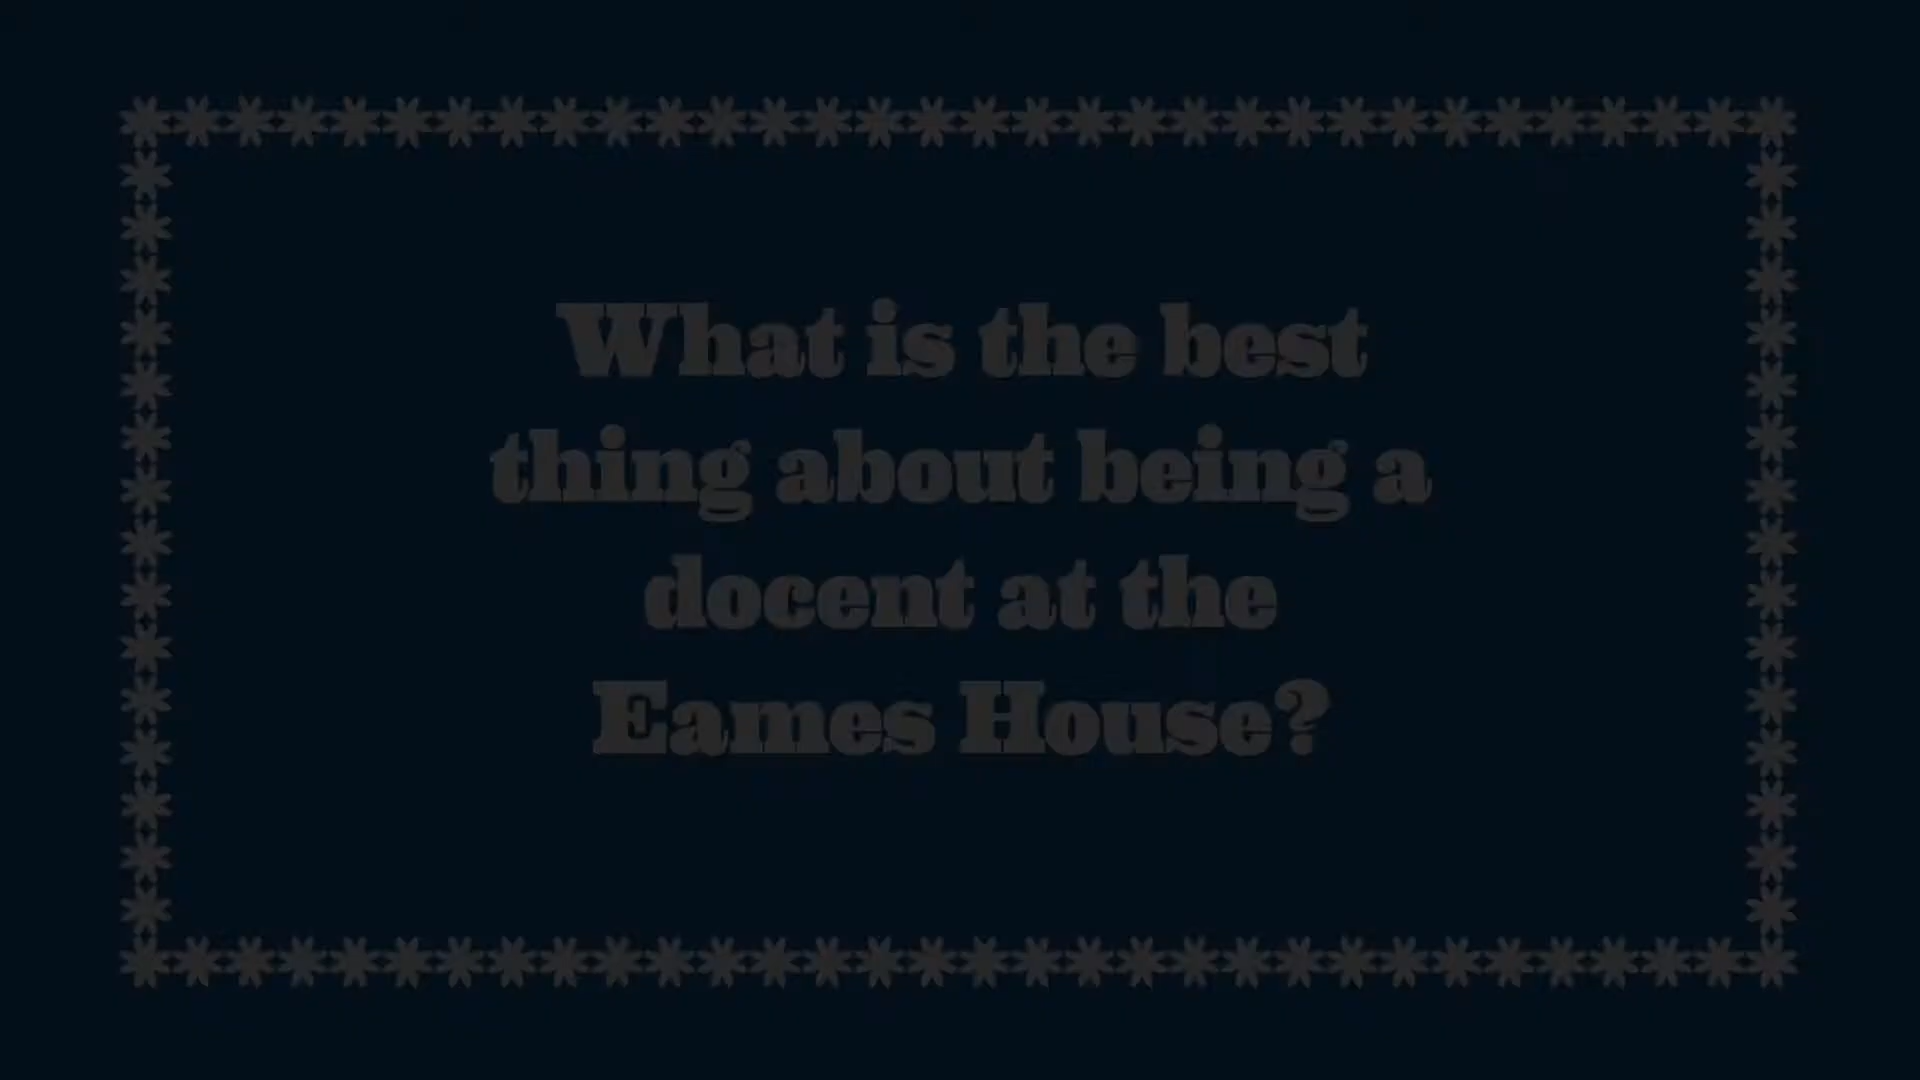 What is the best
thing about being a
docent at the
Eames House?